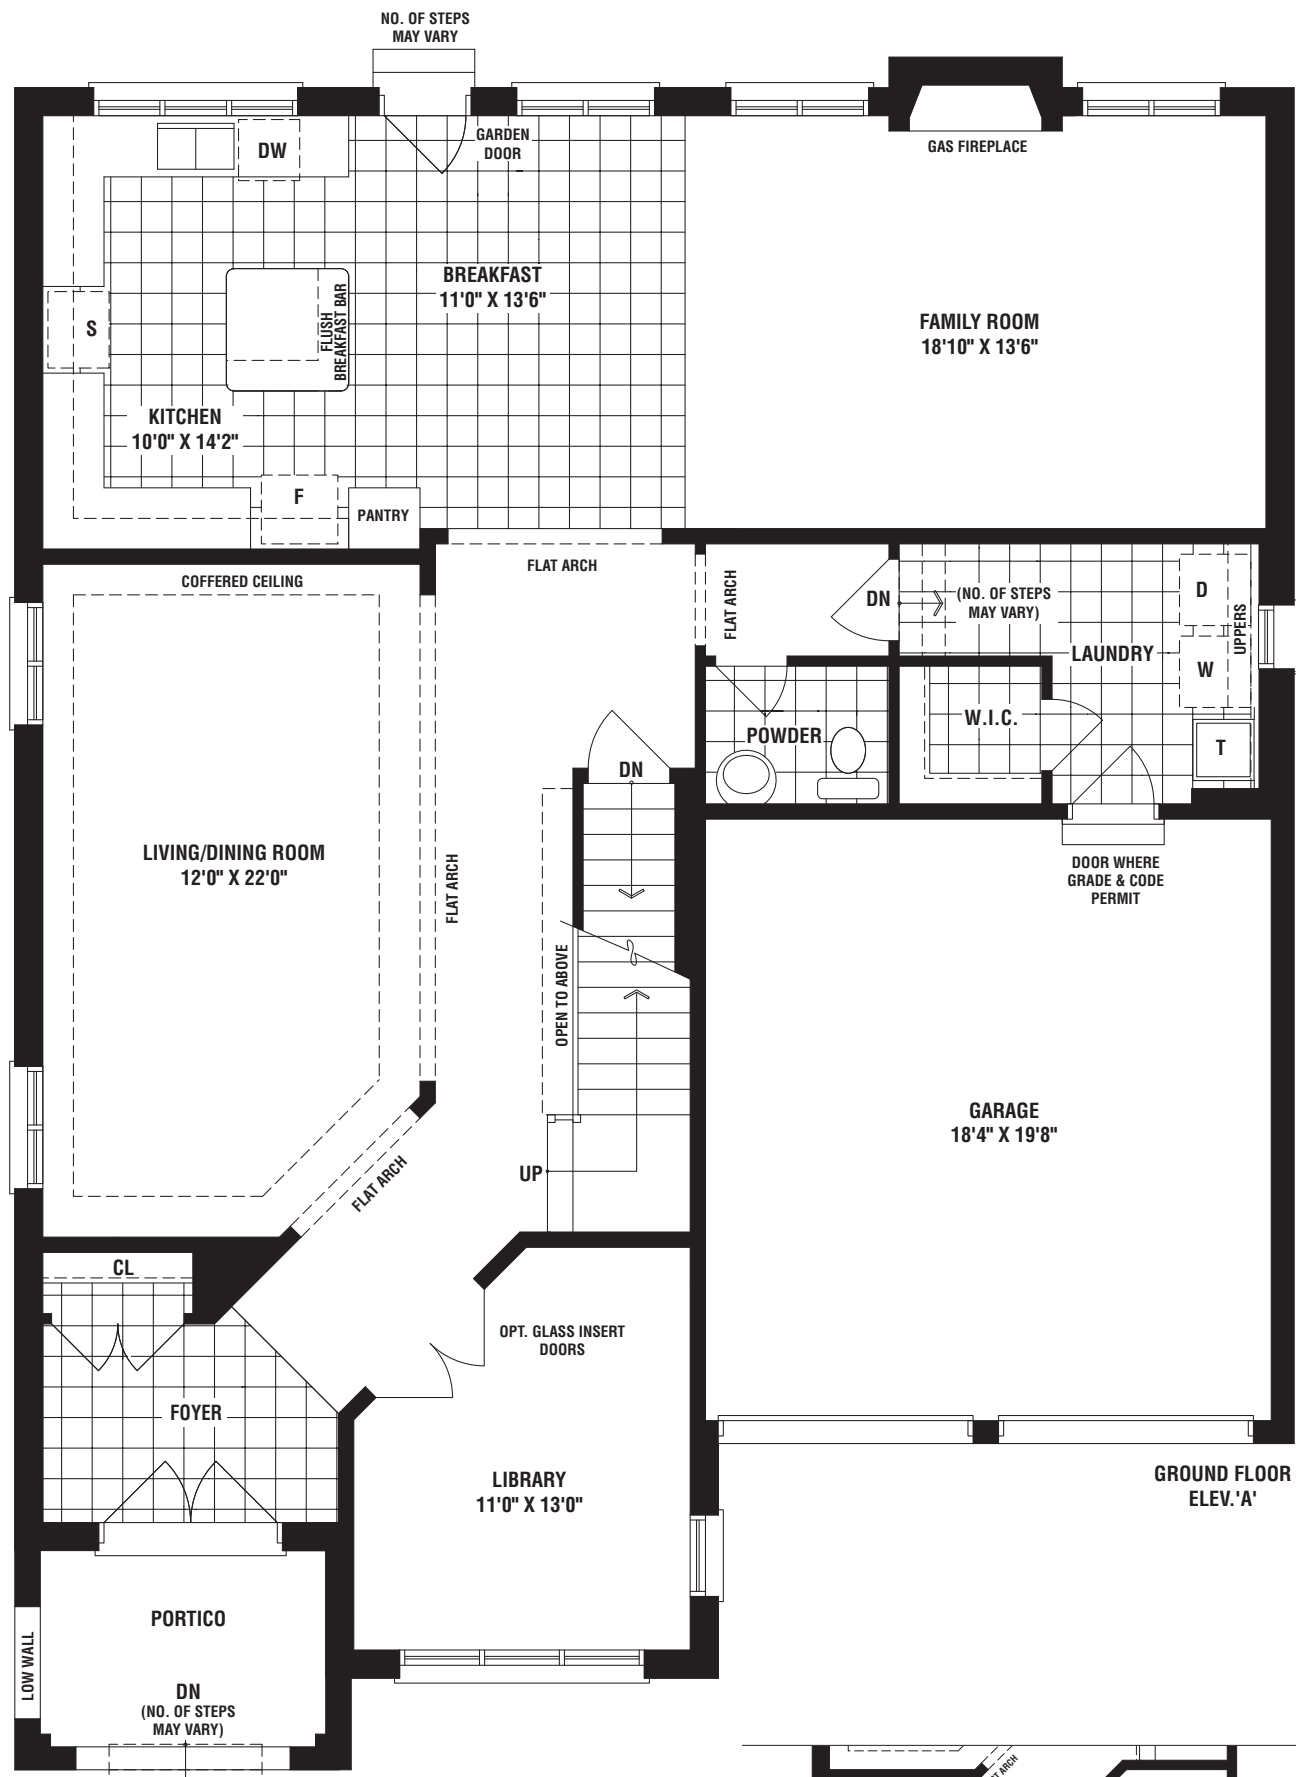 NO. OF STEPS
MAY VARY
DW
GARDEN
DOOR
GAS FIREPLACE
BREAKFAST
11'0" X 13'6"
S
FLUSH
BREAKFAST BAR
FAMILY ROOM
18'10" X 13'6"
KITCHEN
10'0" X 14'2"
F
PANTRY
COFFERED CEILING
FLAT ARCH
FLAT ARCH
DN
(NO. OF STEPS
MAY VARY)
D
UPPERS
LAUNDRY
W
W.I.C.
POWDER
T
DN
LIVING/DINING ROOM
12'0" X 22'0"
FLAT ARCH
DOOR WHERE
GRADE & CODE
PERMIT
OPEN TO ABOVE
GARAGE
18'4" X 19'8"
UP
FLAT ARCH
CL
OPT. GLASS INSERT
DOORS
FOYER
LIBRARY
11'0" X 13'0"
GROUND FLOOR
ELEV.'A'
PORTICO
LOW WALL
DN
(NO. OF STEPS
MAY VARY)
ARCH